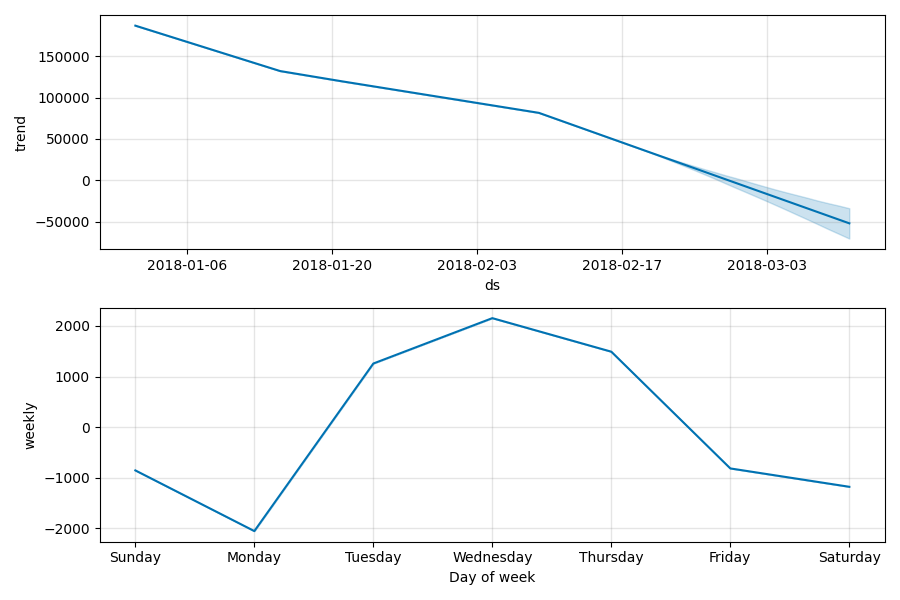 150000
100000
50000
0
−50000
trend
2018-01-06 2018-01-20 2018-02-03 2018-02-17 2018-03-03
ds
2000
1000
0
−1000
−2000
weekly
Sunday Monday Tuesday Wednesday Thursday Friday Saturday
Day of week